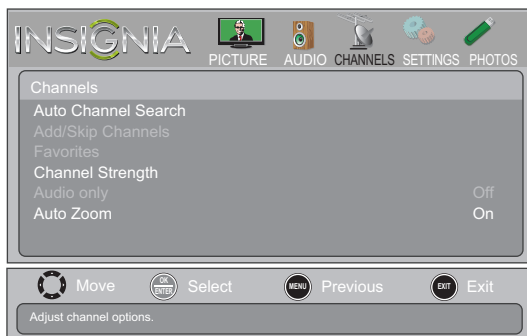 INSIGNIA
PICTURE AUDIO CHANNELS SETTINGS PHOTOS
Channels
Auto Channel Search
Add/Skip Channels
Favorites
Channel Strength
Audio only Off
Auto Zoom On
Move OK ENTER Select MENU Previous EXIT Exit
Adjust channel options.